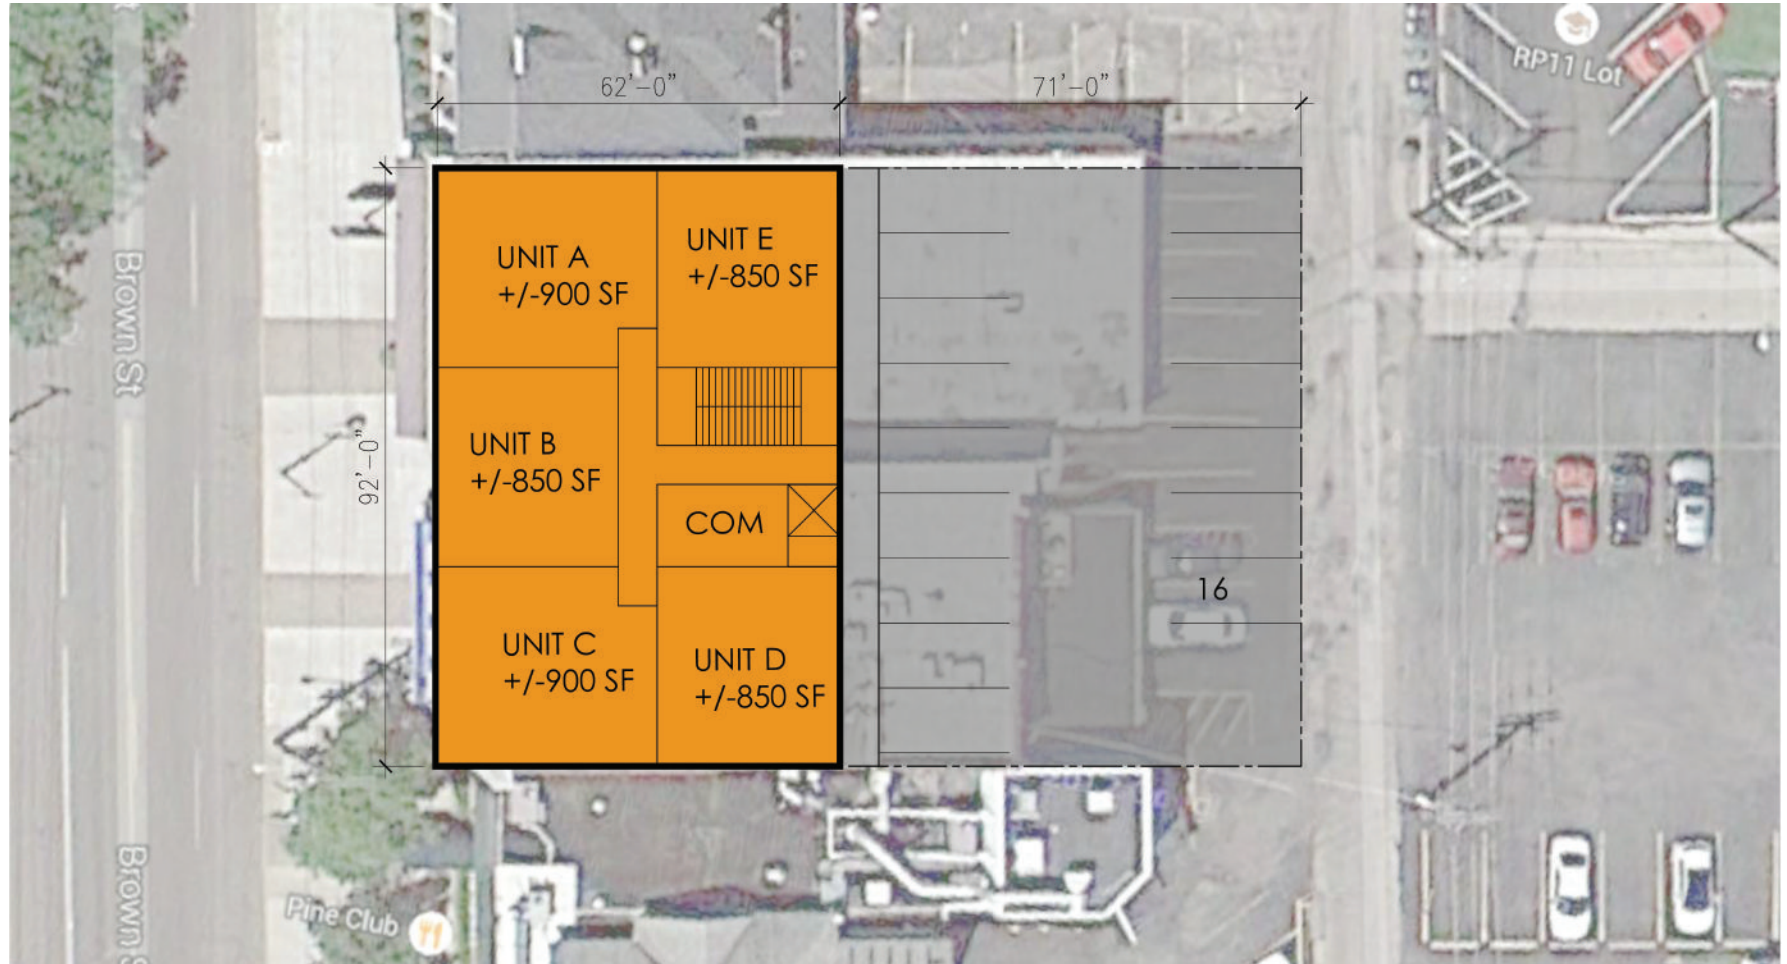 62'-0"
71'-0"
RP11 Lot
UNIT A
+/-900 SF
UNIT E
+/-850 SF
Brown St
92'-0"
UNIT B
+/-850 SF
COM
16
UNIT C
+/-900 SF
UNIT D
+/-850 SF
Brown S
Pine Club